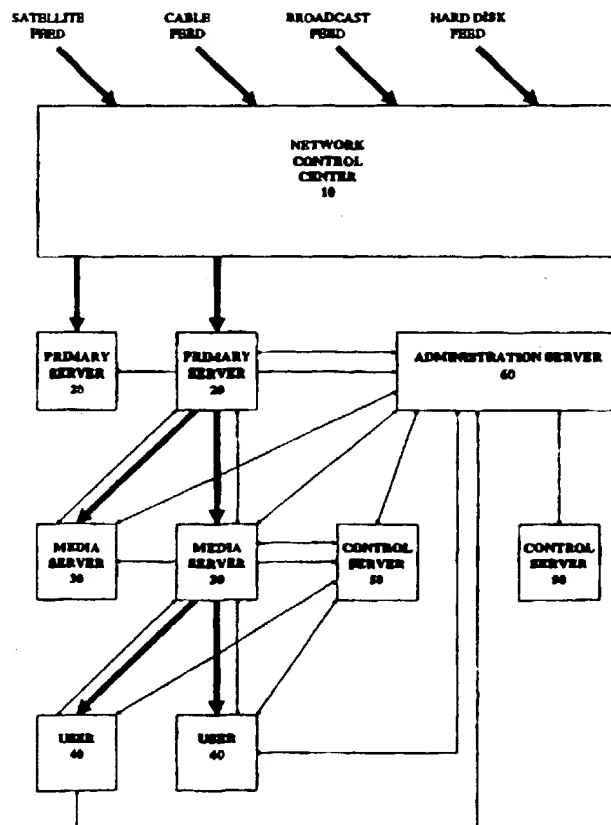 SATELLITE FEED
CABLE FEED
BROADCAST FEED
HARD DISK FEED
NETWORK
CONTROL
CENTER
10
PRIMARY
SERVER
20
PRIMARY
SERVER
20
ADMINISTRATION SERVER
60
MEDIA
SERVER
30
MEDIA
SERVER
30
CONTROL
SERVER
50
CONTROL
SERVER
50
USER
40
USER
40